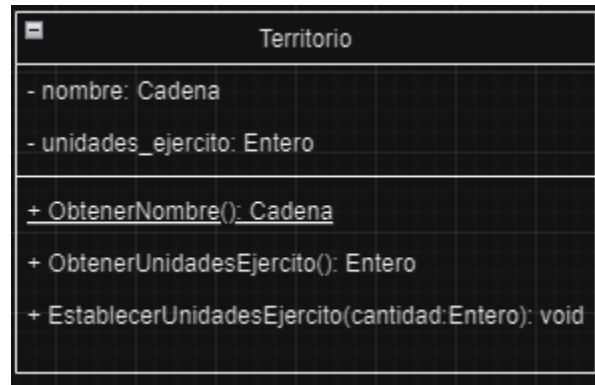 Territorio
- nombre: Cadena
- unidades_ejercito: Entero
+ ObtenerNombre(): Cadena
+ ObtenerUnidadesEjercito(): Entero
+ EstablecerUnidadesEjercito(cantidad:Entero): void